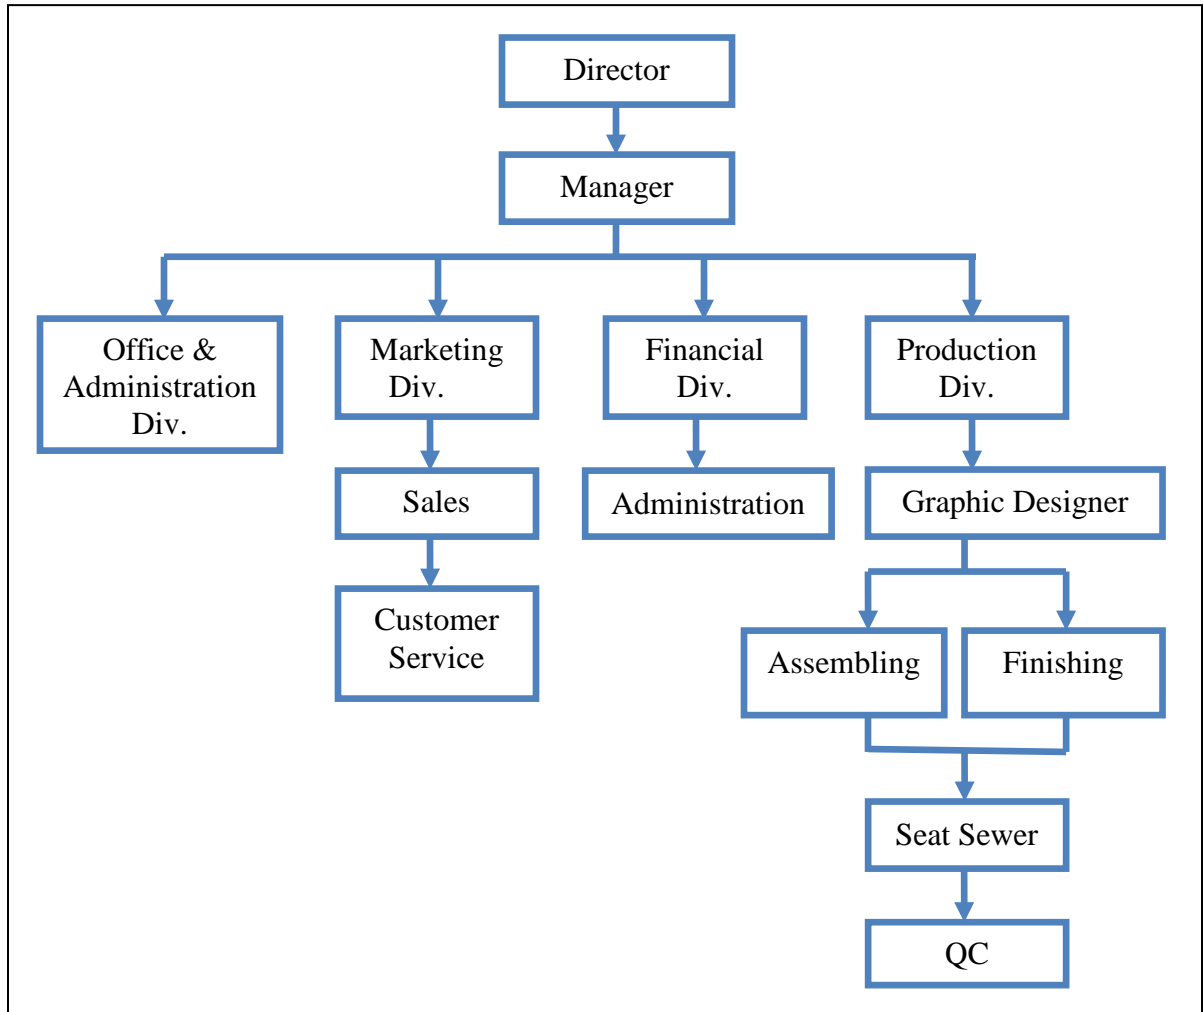 Director
Manager
Office &
Administration
Div.
Marketing
Div.
Financial
Div.
Production
Div.
Sales
Administration
Graphic Designer
Customer
Service
Assembling
Finishing
Seat Sewer
QC